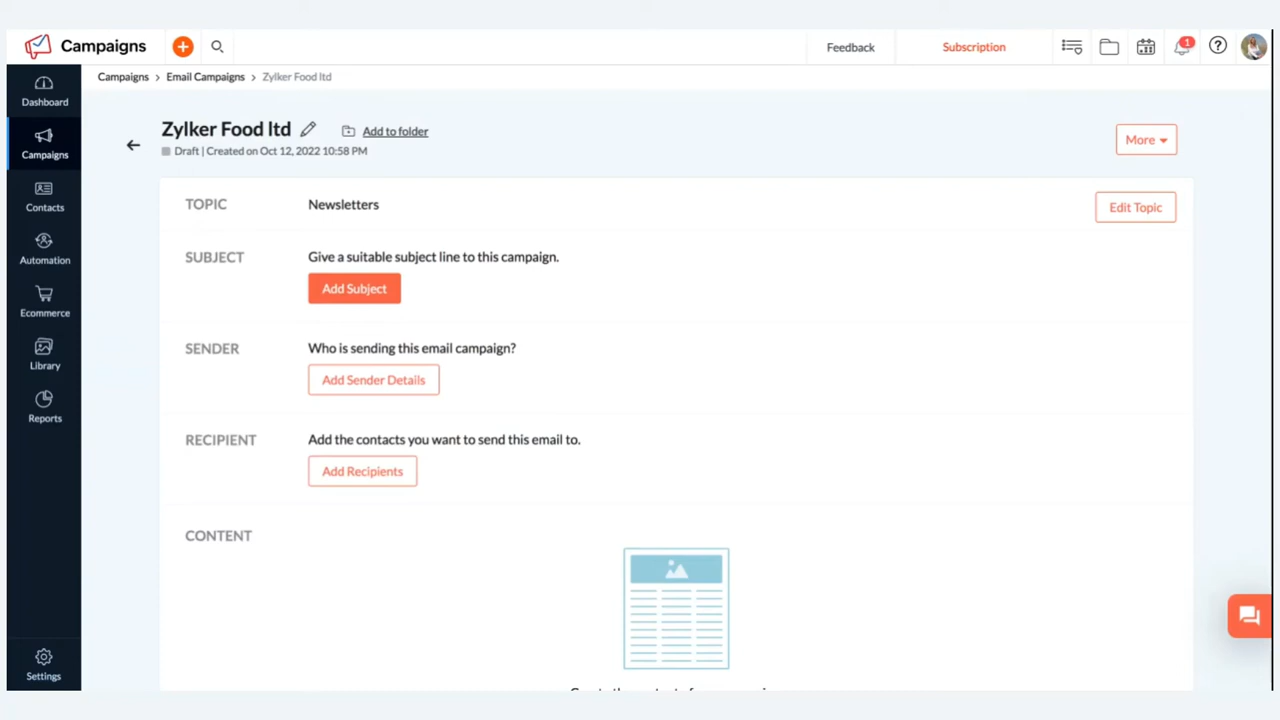 Campaigns
Feedback
Subscription
1
Campaigns > Email Campaigns > Zylker Food ltd
Dashboard
Campaigns
Contacts
Automation
Ecommerce
Library
Reports
Settings
Zylker Food ltd
Add to folder
Draft | Created on Oct 12, 2022 10:58 PM
More
TOPIC
Newsletters
Edit Topic
SUBJECT
Give a suitable subject line to this campaign.
Add Subject
SENDER
Who is sending this email campaign?
Add Sender Details
RECIPIENT
Add the contacts you want to send this email to.
Add Recipients
CONTENT